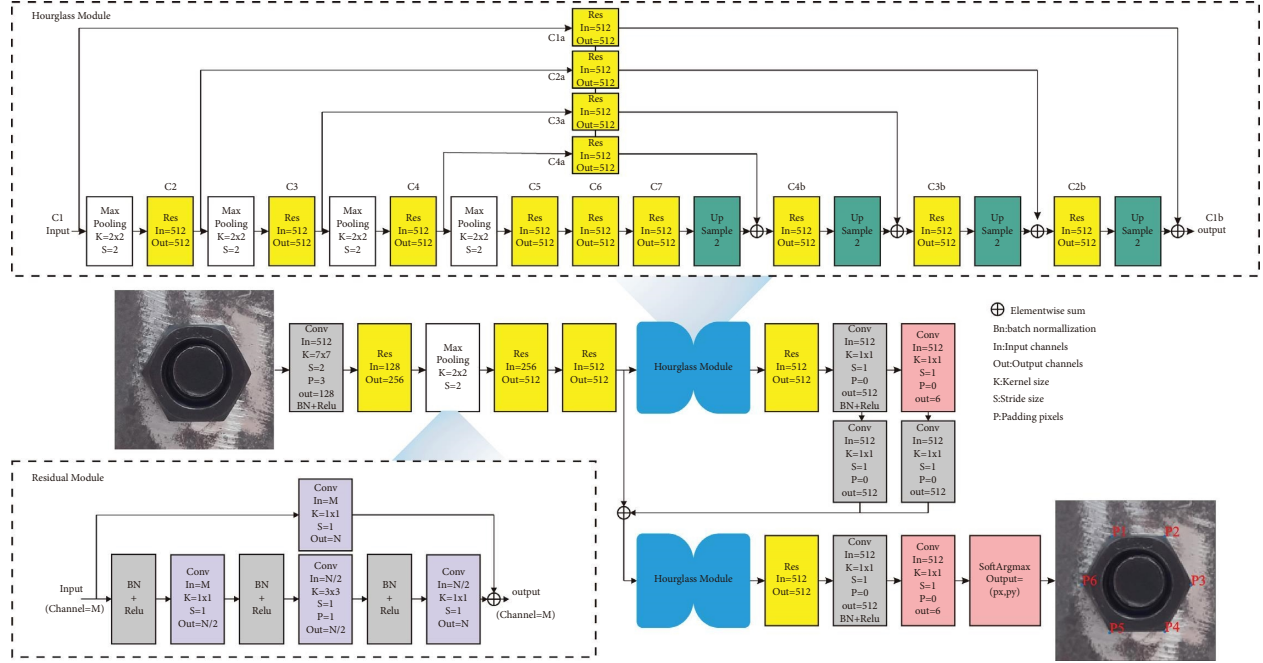 Hourglass Module
Res
In=512
Out=512
C1a
Res
In=512
Out=512
C2a
Res
In=512
Out=512
C3a
Res
In=512
Out=512
C4a
C1
Input
Max
Pooling
K=2x2
S=2
C2
Res
In=512
Out=512
Max
Pooling
K=2x2
S=2
C3
Res
In=512
Out=512
Max
Pooling
K=2x2
S=2
C4
Res
In=512
Out=512
Max
Pooling
K=2x2
S=2
C5
Res
In=512
Out=512
C6
Res
In=512
Out=512
C7
Res
In=512
Out=512
Up
Sample
2
C4b
Res
In=512
Out=512
Up
Sample
2
C3b
Res
In=512
Out=512
Up
Sample
2
C2b
Res
In=512
Out=512
Up
Sample
2
C1b
output
Conv
In=512
K=7x7
S=2
P=3
out=128
BN+Relu
Res
In=128
Out=256
Max
Pooling
K=2x2
S=2
Res
In=256
Out=512
Res
In=512
Out=512
Hourglass Module
Res
In=512
Out=512
Conv
In=512
K=1x1
S=1
P=0
out=512
BN+Relu
Conv
In=512
K=1x1
S=1
P=0
out=6
Elementwise sum
Bn:batch normallization
In:Input channels
Out:Output channels
K:Kernel size
S:Stride size
P:Padding pixels
Conv
In=512
K=1x1
S=1
P=0
out=512
Conv
In=512
K=1x1
S=1
P=0
out=512
Residual Module
Conv
In=M
K=1x1
S=1
Out=N
Input
(Channel=M)
BN
+
Relu
Conv
In=M
K=1x1
S=1
Out=N/2
BN
+
Relu
Conv
In=N/2
K=3x3
S=1
P=1
Out=N/2
BN
+
Relu
Conv
In=N/2
K=1x1
S=1
Out=N
output
(Channel=M)
Hourglass Module
Res
In=512
Out=512
Conv
In=512
K=1x1
S=1
P=0
out=512
BN+Relu
Conv
In=512
K=1x1
S=1
P=0
out=6
SoftArgmax
Output=
(px,py)
P1
P2
P6
P3
P5
P4